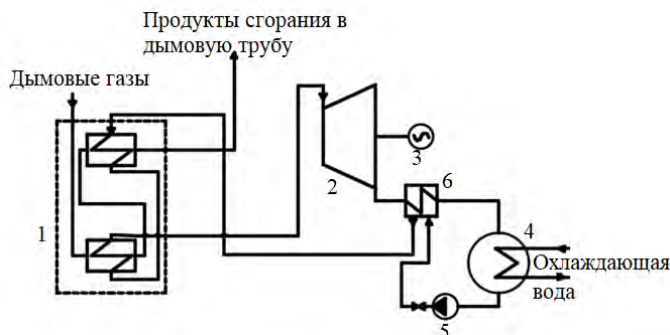 Продукты сгорания в
дымовую трубу
Дымовые газы
3
2
6
1
4
Охлаждающая
вода
5